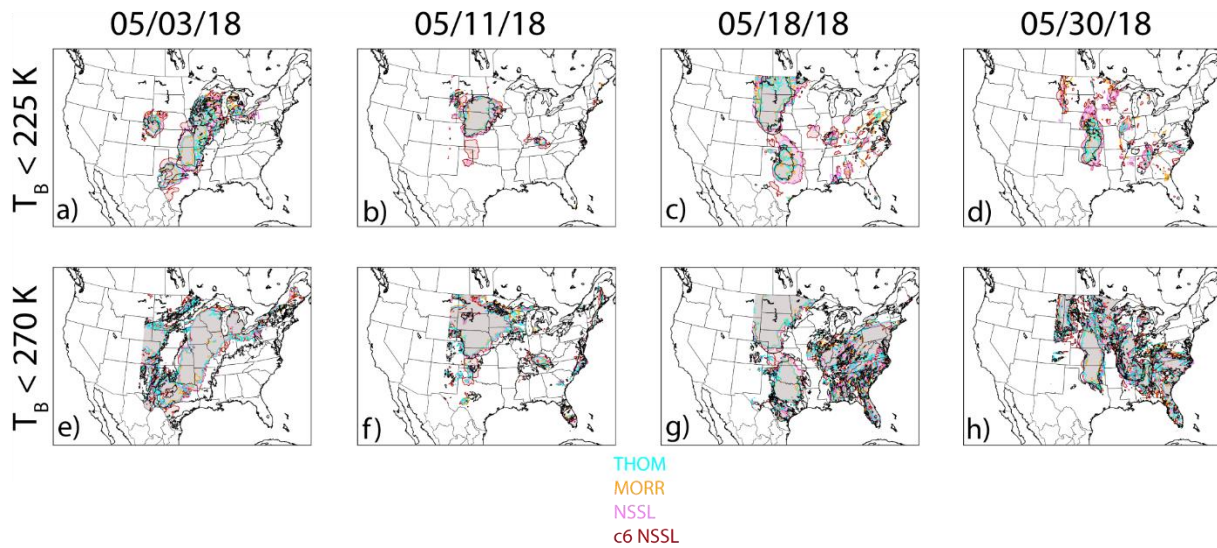 05/03/18 05/11/18 05/18/18 05/30/18
T_B < 225 K
a) b) c) d)
T_B < 270 K
e) f) g) h)
THOM
MORR
NSSL
c6 NSSL